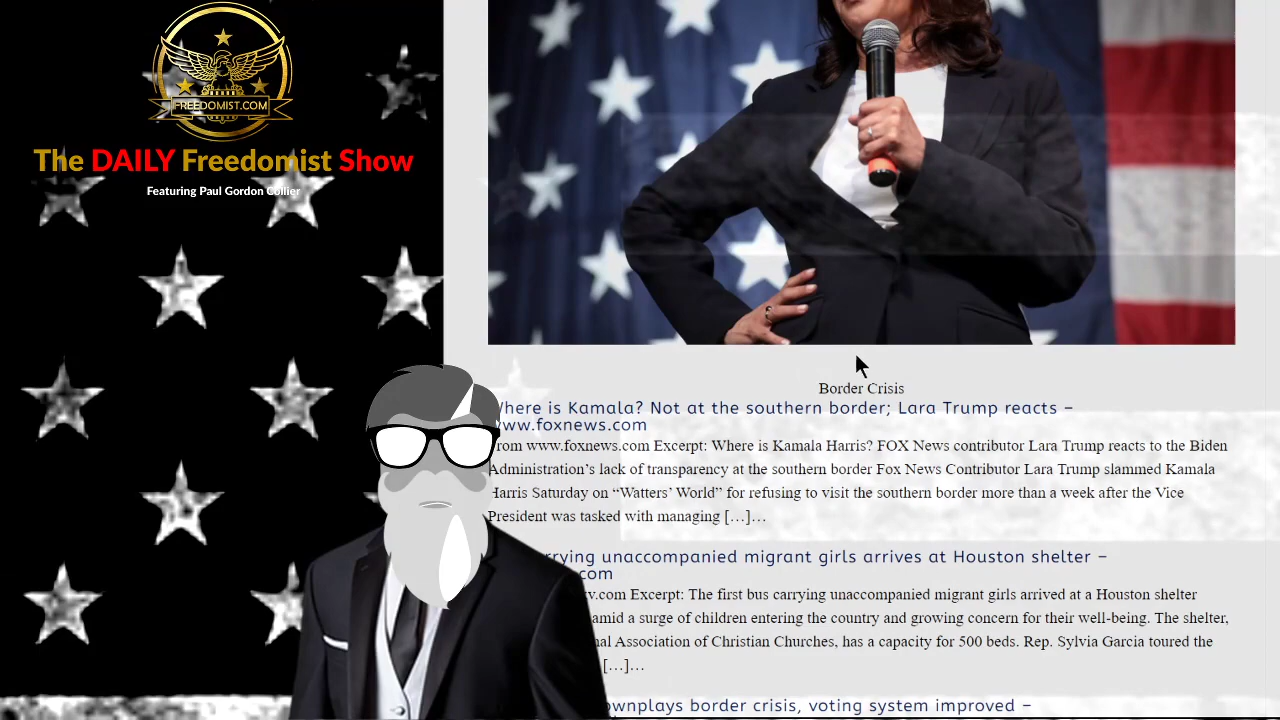 FREEDOMIST.COM
The DAILY Freedomist Show
Featuring Paul Gordon Collier
Border Crisis
Where is Kamala? Not at the southern border; Lara Trump reacts –
www.foxnews.com
From www.foxnews.com Excerpt: Where is Kamala Harris? FOX News contributor Lara Trump reacts to the Biden
Administration’s lack of transparency at the southern border Fox News Contributor Lara Trump slammed Kamala
Harris Saturday on “Watters’ World” for refusing to visit the southern border more than a week after the Vice
President was tasked with managing […]…
rrying unaccompanied migrant girls arrives at Houston shelter –
com
.com Excerpt: The first bus carrying unaccompanied migrant girls arrived at a Houston shelter
amid a surge of children entering the country and growing concern for their well-being. The shelter,
nal Association of Christian Churches, has a capacity for 500 beds. Rep. Sylvia Garcia toured the
[…]…
ownplays border crisis, voting system improved –